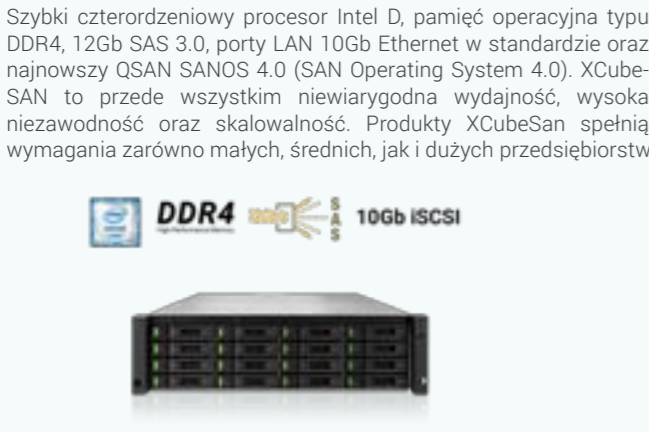 Szybki czterordzeniowy procesor Intel D, pamięć operacyjna typu
DDR4, 12Gb SAS 3.0, porty LAN 10Gb Ethernet w standardzie oraz
najnowszy QSAN SANOS 4.0 (SAN Operating System 4.0). XCube-
SAN to przede wszystkim niewiarygodna wydajność, wysoka
niezawodność oraz skalowalność. Produkty XCubeSan spełnią
wymagania zarówno małych, średnich, jak i dużych przedsiębiorstw
DDR4 SAS 10Gb iSCSI